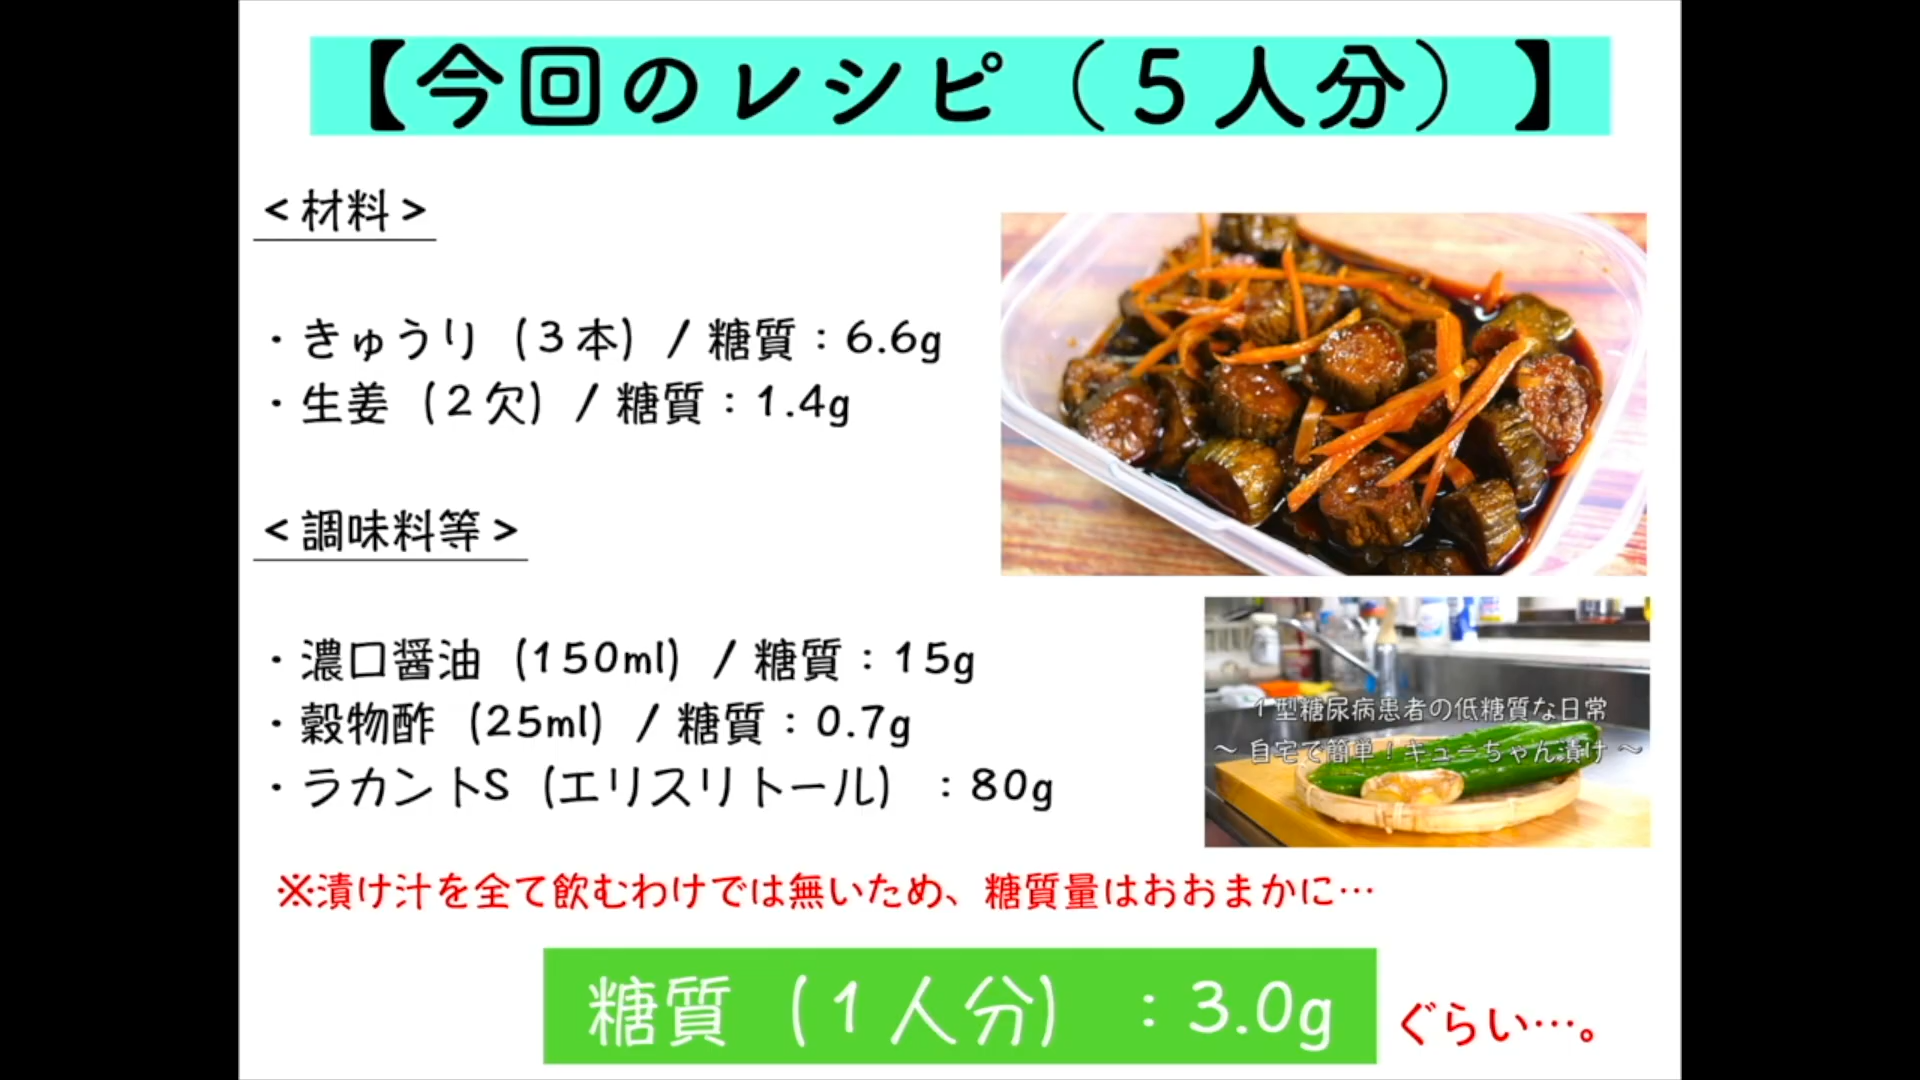 【今回のレシピ（５人分）】
＜材料＞
・きゅうり（３本）/ 糖質：6.6g
・生姜（２欠）/ 糖質：1.4g
＜調味料等＞
・濃口醤油（150ml）/ 糖質：15g
・穀物酢（25ml）/ 糖質：0.7g
・ラカントS（エリスリトール）：80g
１型糖尿病患者の低糖質な日常
～ 自宅で簡単！キューちゃん漬け ～
※漬け汁を全て飲むわけでは無いため、糖質量はおおまかに…
糖質（１人分）：3.0g ぐらい…。